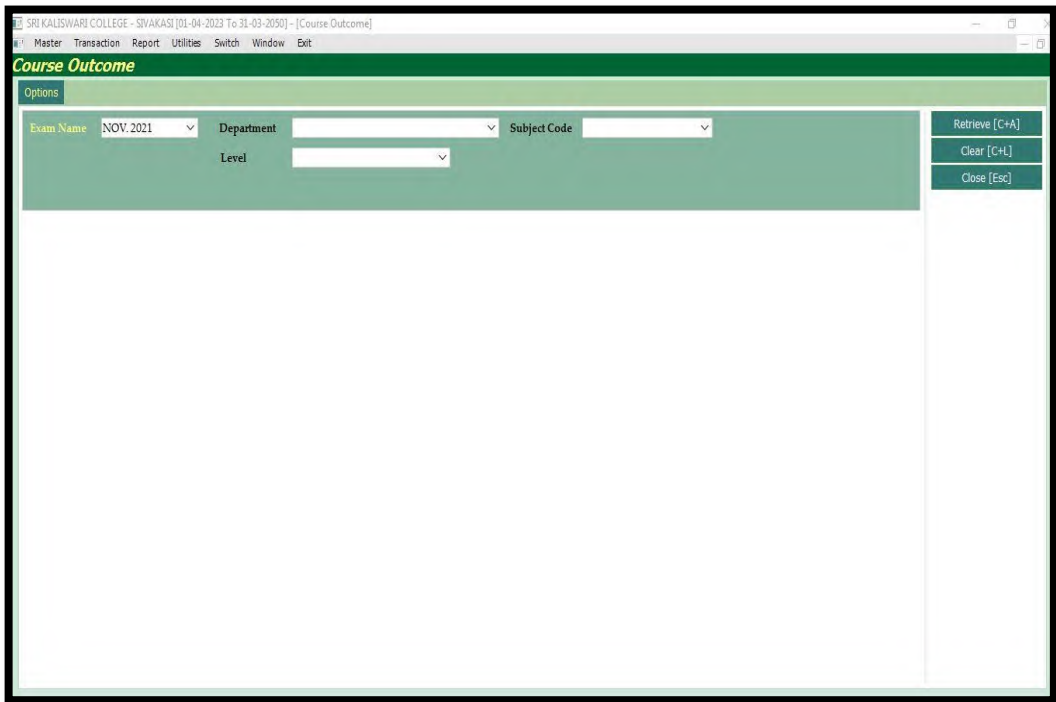 SRI KALISWARI COLLEGE - SIVAKASI [01-04-2023 To 31-03-2050] - [Course Outcome]
Master Transaction Report Utilities Switch Window Exit
Course Outcome
Options
Exam Name NOV. 2021 Department Subject Code
Level
Retrieve [C+A]
Clear [C+L]
Close [Esc]